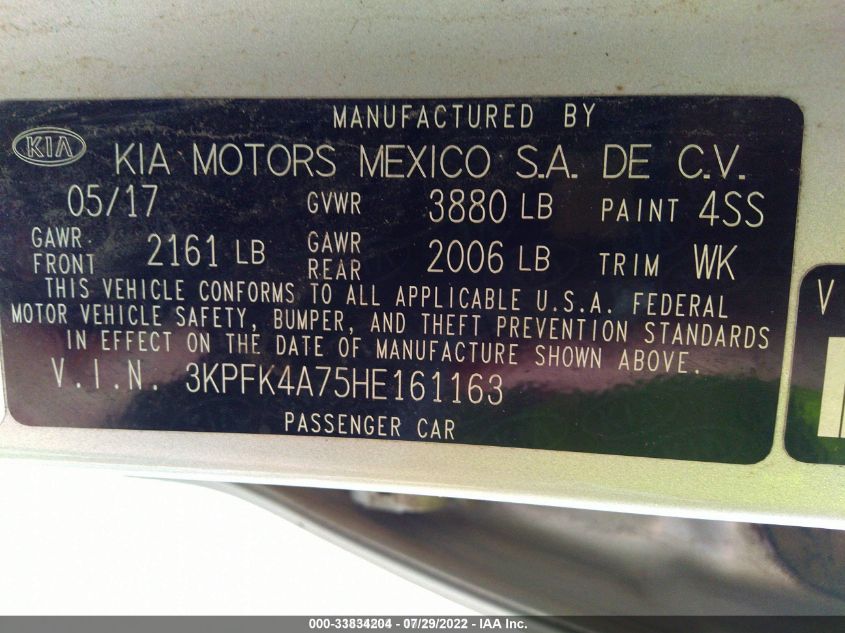 MANUFACTURED BY
KIA
KIA MOTORS MEXICO S.A. DE C.V.
05/17 GVWR 3880 LB PAINT 4SS
GAWR FRONT 2161 LB GAWR REAR 2006 LB TRIM WK
THIS VEHICLE CONFORMS TO ALL APPLICABLE U.S.A. FEDERAL
MOTOR VEHICLE SAFETY, BUMPER, AND THEFT PREVENTION STANDARDS
IN EFFECT ON THE DATE OF MANUFACTURE SHOWN ABOVE.
V.I.N. 3KPFK4A75HE161163
PASSENGER CAR
V
000-33834204 - 07/29/2022 - IAA Inc.